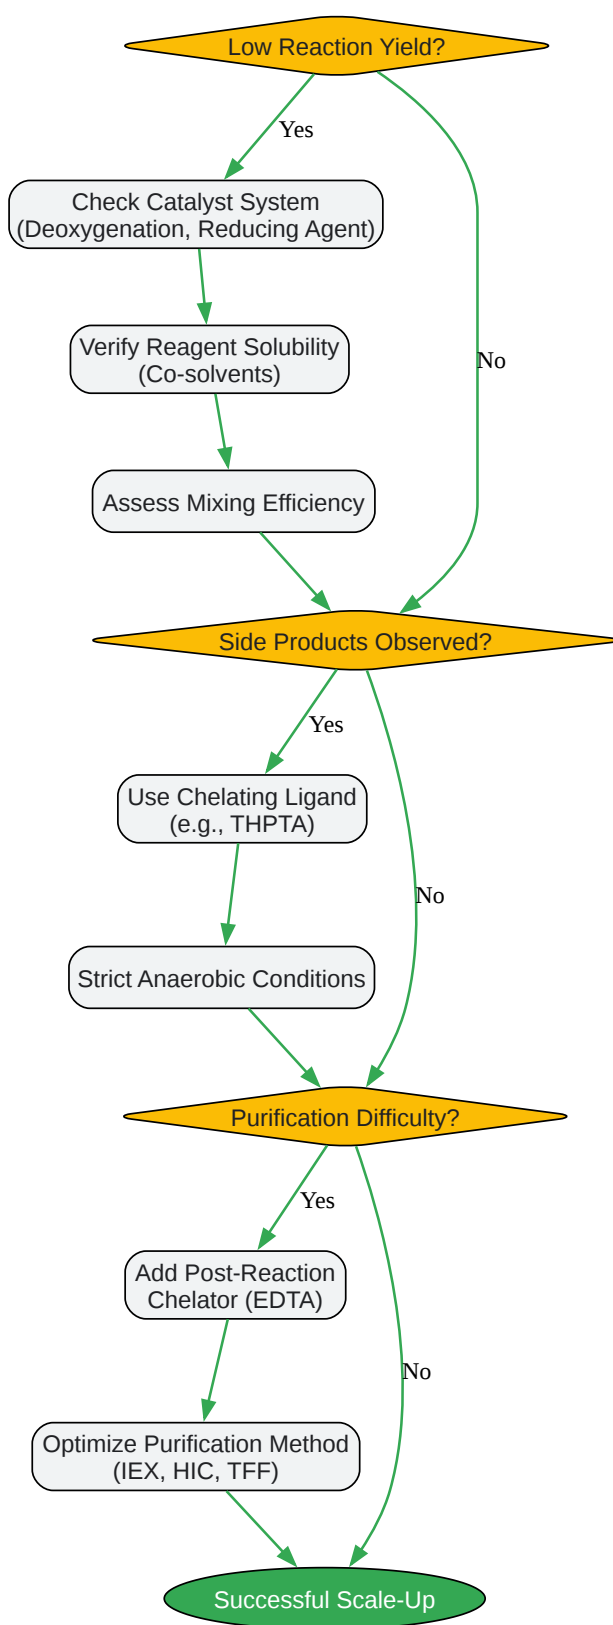 Low Reaction Yield?
Yes
Check Catalyst System
(Deoxygenation, Reducing Agent)
Verify Reagent Solubility
(Co-solvents)
No
Assess Mixing Efficiency
Side Products Observed?
Yes
Use Chelating Ligand
(e.g., THPTA)
No
Strict Anaerobic Conditions
Purification Difficulty?
Yes
Add Post-Reaction
Chelator (EDTA)
No
Optimize Purification Method
(IEX, HIC, TFF)
Successful Scale-Up